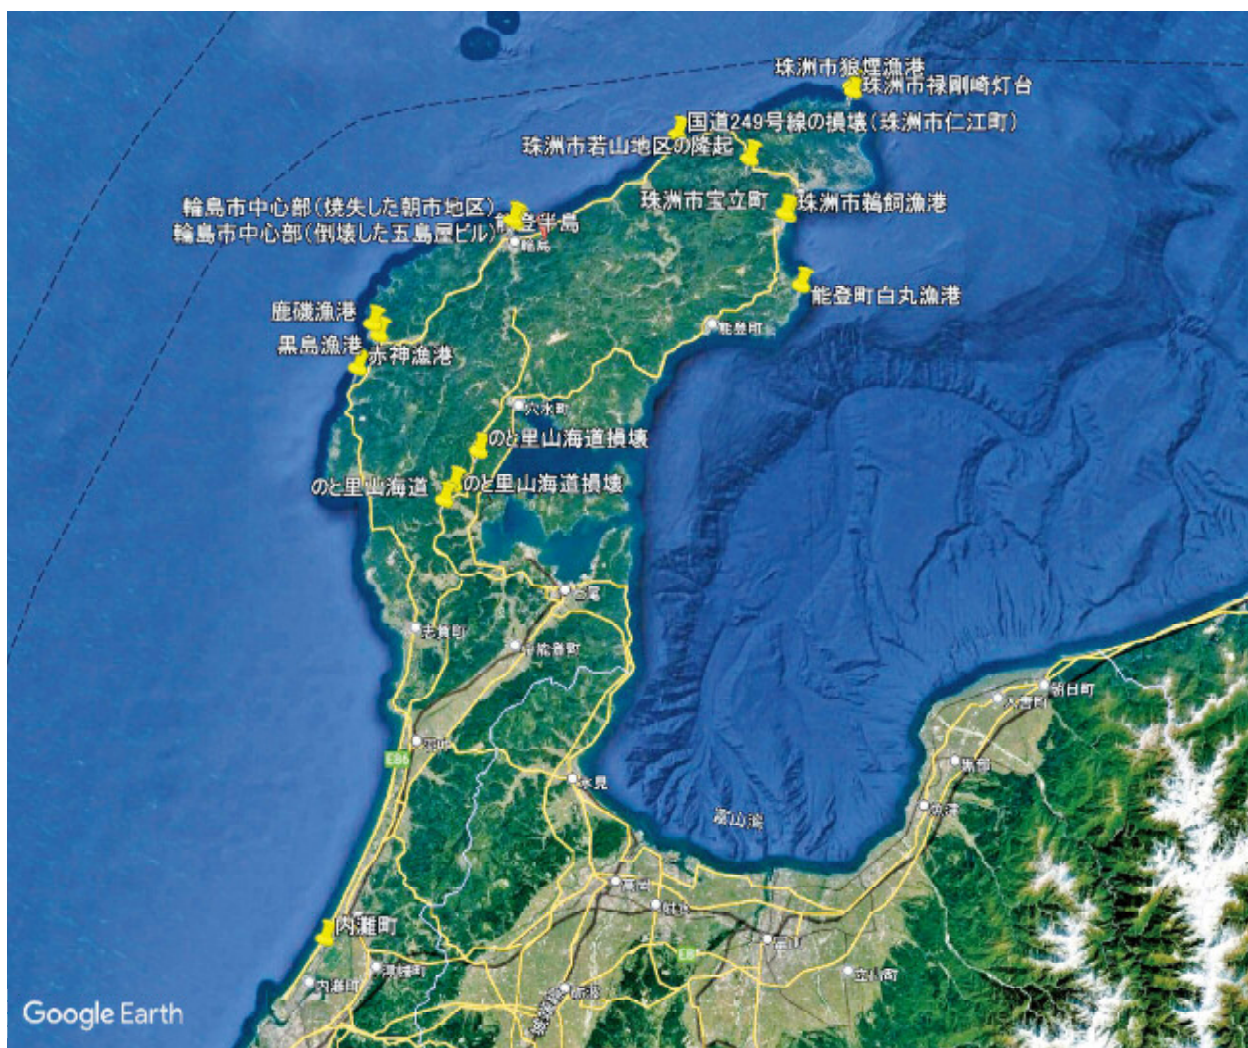 珠洲市狼煙漁港
珠洲市禄剛崎灯台
国道249号線の損壊(珠洲市仁江町)
珠洲市若山地区の隆起
珠洲市宝立町
珠洲市鵜飼漁港
輪島市中心部(焼失した朝市地区)
能登半島
輪島市中心部(倒壊した五島屋ビル)
輪島
能登町白丸漁港
鹿磯漁港
能登町
黒島漁港
赤神漁港
穴水町
のと里山海道損壊
のと里山海道
のと里山海道損壊
七尾
志賀町
中能登町
朝日町
入善町
羽咋
E86
黒部
氷見
魚津
富山湾
高岡
射水
内灘町
富山
津幡町
立山町
内灘町
砺波
Google Earth